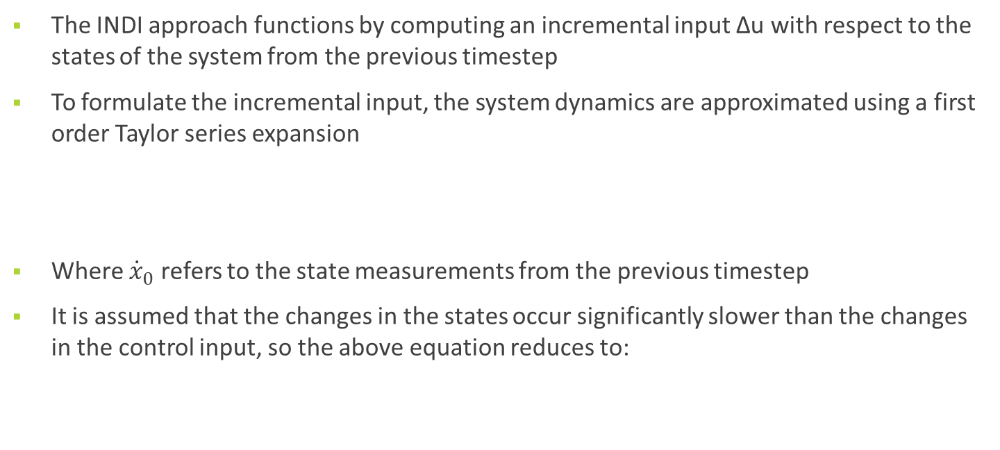 ▪ The INDI approach functions by computing an incremental input Δu with respect to the
states of the system from the previous timestep
▪ To formulate the incremental input, the system dynamics are approximated using a first
order Taylor series expansion
▪ Where ẋ₀ refers to the state measurements from the previous timestep
▪ It is assumed that the changes in the states occur significantly slower than the changes
in the control input, so the above equation reduces to: